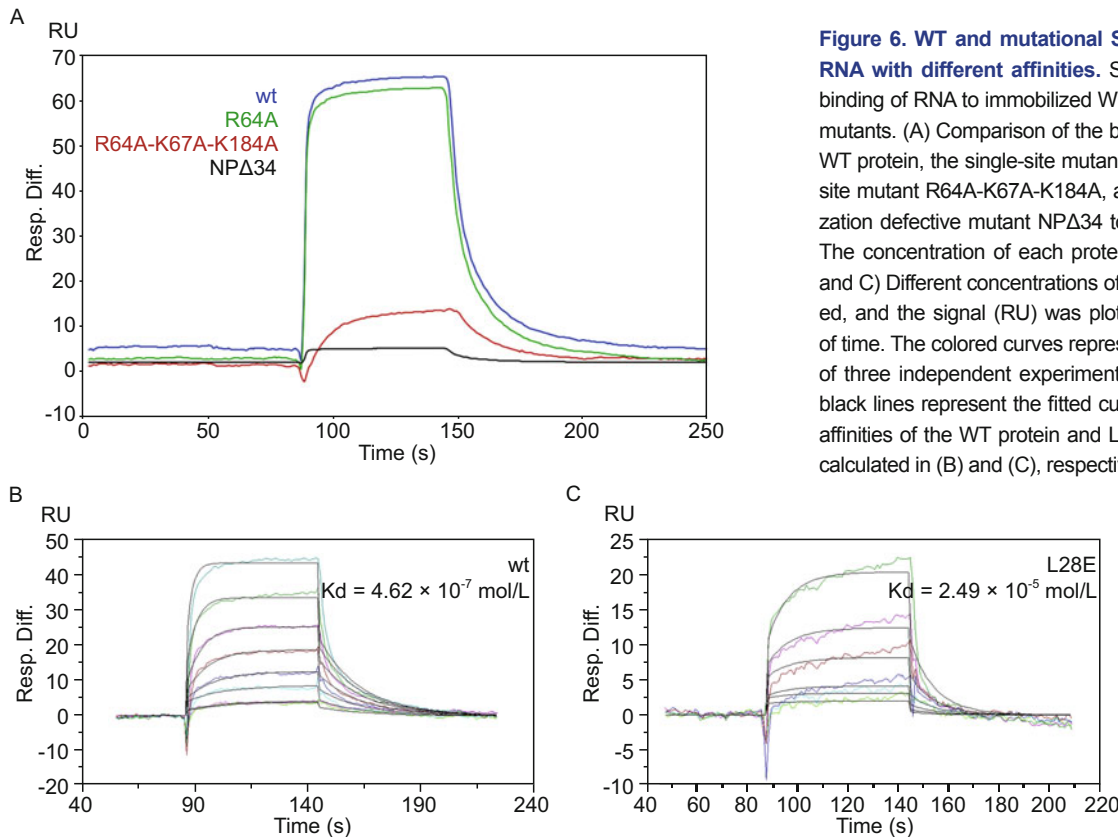 A
RU
70
60
50
40
30
20
10
0
-10
Resp. Diff.
wt
R64A
R64A-K67A-K184A
NPΔ34
0 50 100 150 200 250
Time (s)
Figure 6. WT and mutational S
RNA with different affinities. S
binding of RNA to immobilized W
mutants. (A) Comparison of the b
WT protein, the single-site mutan
site mutant R64A-K67A-K184A, a
zation defective mutant NPΔ34 t
The concentration of each prote
and C) Different concentrations of
ed, and the signal (RU) was plot
of time. The colored curves repres
of three independent experiment
black lines represent the fitted cu
affinities of the WT protein and L
calculated in (B) and (C), respecti
B
RU
50
40
30
20
10
0
-10
-20
Resp. Diff.
wt
Kd = 4.62 × 10⁻⁷ mol/L
40 90 140 190 240
Time (s)
C
RU
25
20
15
10
5
0
-5
-10
Resp. Diff.
L28E
Kd = 2.49 × 10⁻⁵ mol/L
40 60 80 100 120 140 160 180 200 220
Time (s)